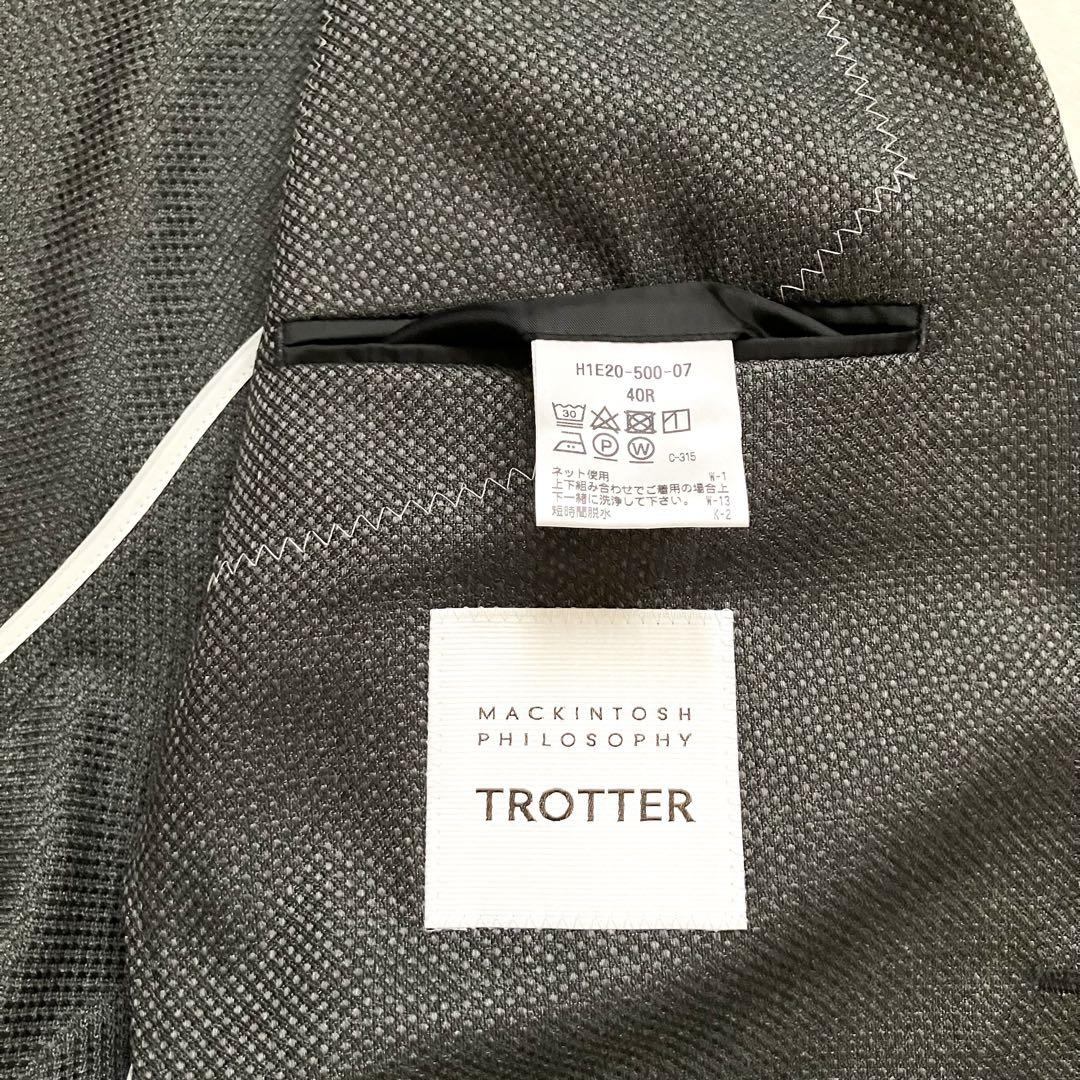 H1E20-500-07
40R
30
P W C-315
ネット使用 W-1
上下組み合わせでご着用の場合上
下一緒に洗浄して下さい。 W-13
短時間脱水 K-2
MACKINTOSH
PHILOSOPHY
TROTTER